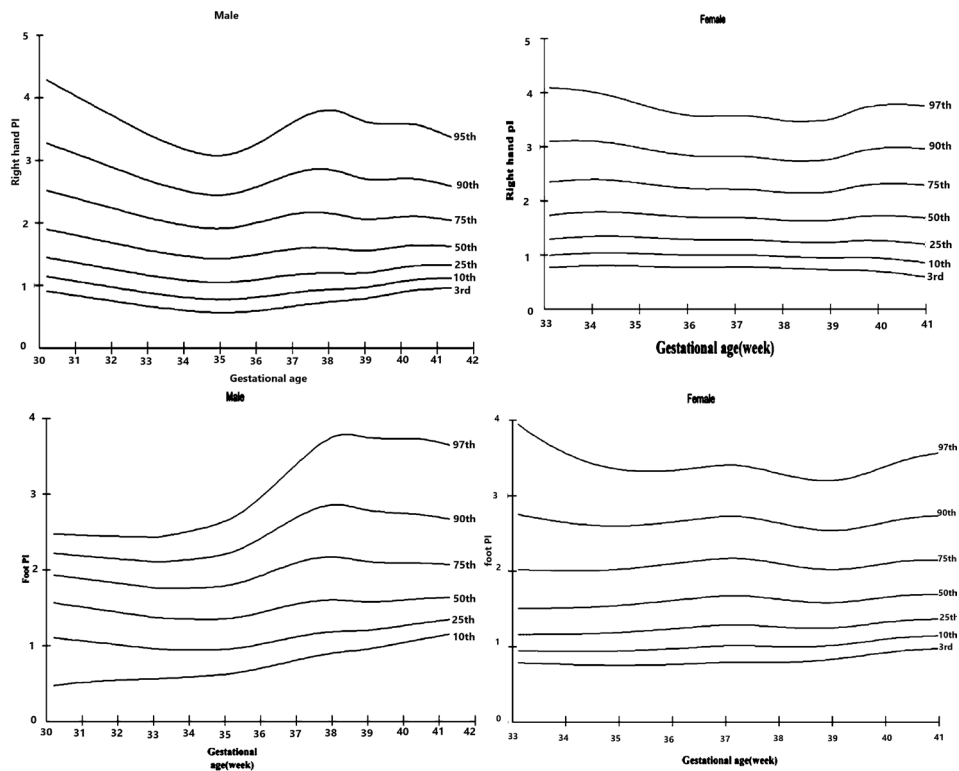 Male
Right hand PI
5
4
3
2
1
0
95th
90th
75th
50th
25th
10th
3rd
30 31 32 33 34 35 36 37 38 39 40 41 42
Gestational age
Female
Right hand pI
5
4
3
2
1
0
97th
90th
75th
50th
25th
10th
3rd
33 34 35 36 37 38 39 40 41
Gestational age(week)
Male
Foot PI
4
3
2
1
0
97th
90th
75th
50th
25th
10th
30 31 32 33 34 35 36 37 38 39 40 41 42
Gestational
age(week)
Female
foot PI
4
3
2
1
0
97th
90th
75th
50th
25th
10th
3rd
33 34 35 36 37 38 39 40 41
Gestational age(week)